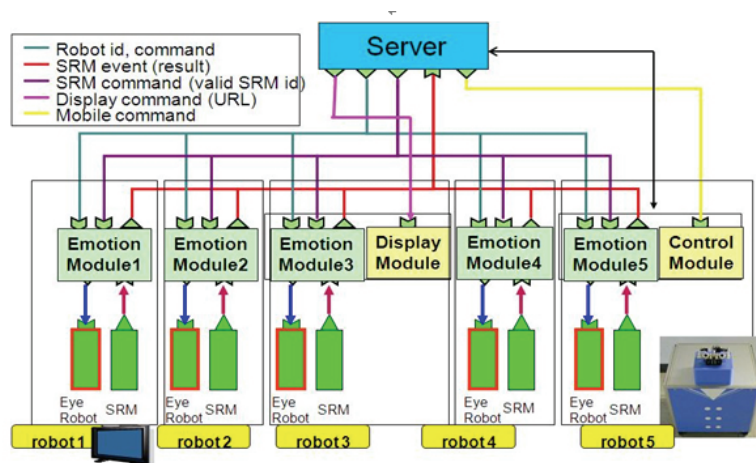 Robot id, command
SRM event (result)
SRM command (valid SRM id)
Display command (URL)
Mobile command
Server
Emotion
Module1
Emotion
Module2
Emotion
Module3
Display
Module
Emotion
Module4
Emotion
Module5
Control
Module
Eye
Robot
SRM
Eye
Robot
SRM
Eye
Robot
SRM
Eye
Robot
SRM
Eye
Robot
SRM
robot1
robot2
robot3
robot4
robot5